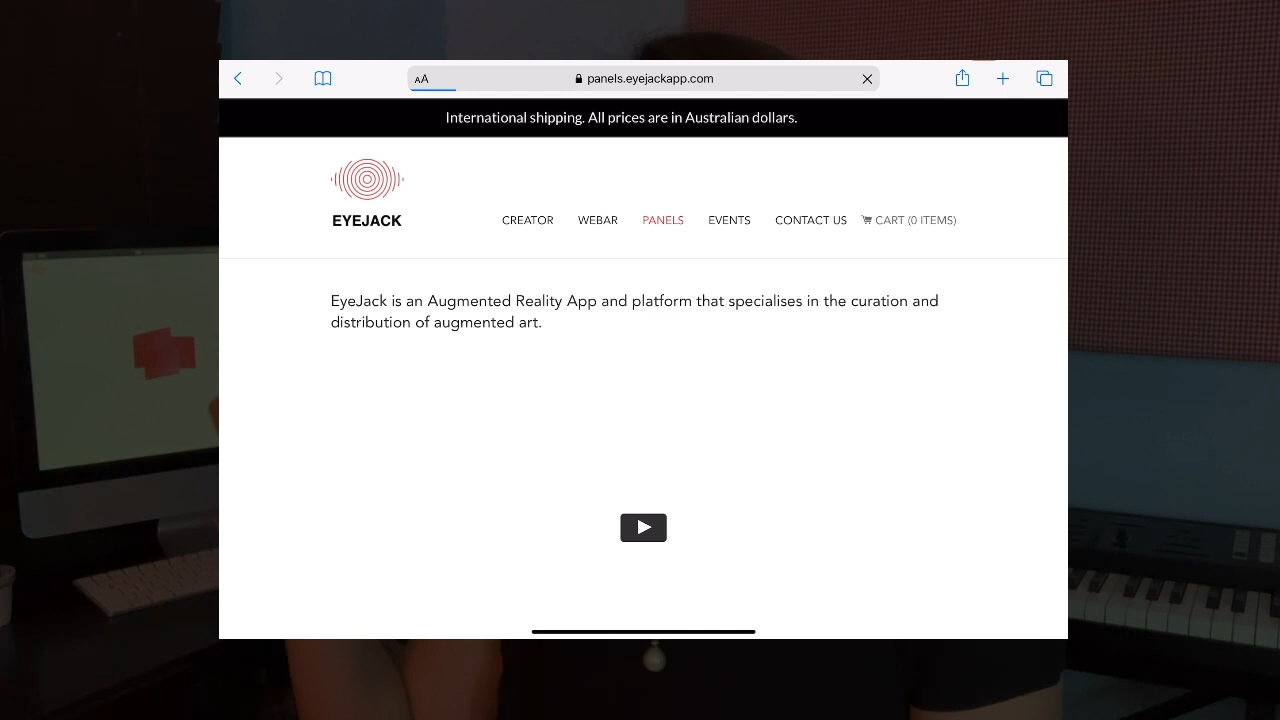 AA
panels.eyejackapp.com
International shipping. All prices are in Australian dollars.
EYEJACK
CREATOR WEBAR PANELS EVENTS CONTACT US CART (0 ITEMS)
EyeJack is an Augmented Reality App and platform that specialises in the curation and
distribution of augmented art.